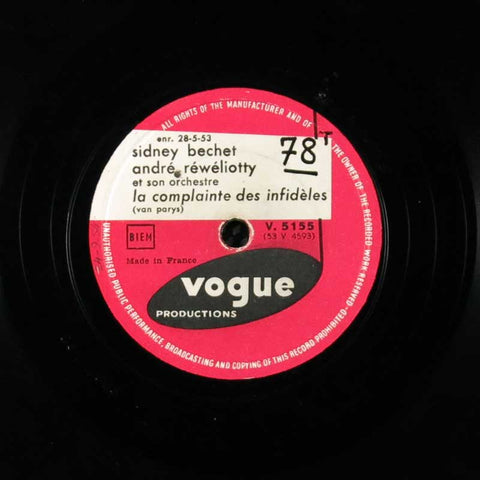 ALL RIGHTS OF THE MANUFACTURER AND OF THE OWNER OF THE RECORDED WORK RESERVED
UNAUTHORISED PUBLIC PERFORMANCE, BROADCASTING AND COPYING OF THIS RECORD PROHIBITED
enr. 28-5-53
sidney bechet
andré réwéliotty
et son orchestre
la complainte des infidèles
(van parys)
78 T
V. 5155
(53 V 4593)
BIEM
Made in France
vogue
PRODUCTIONS